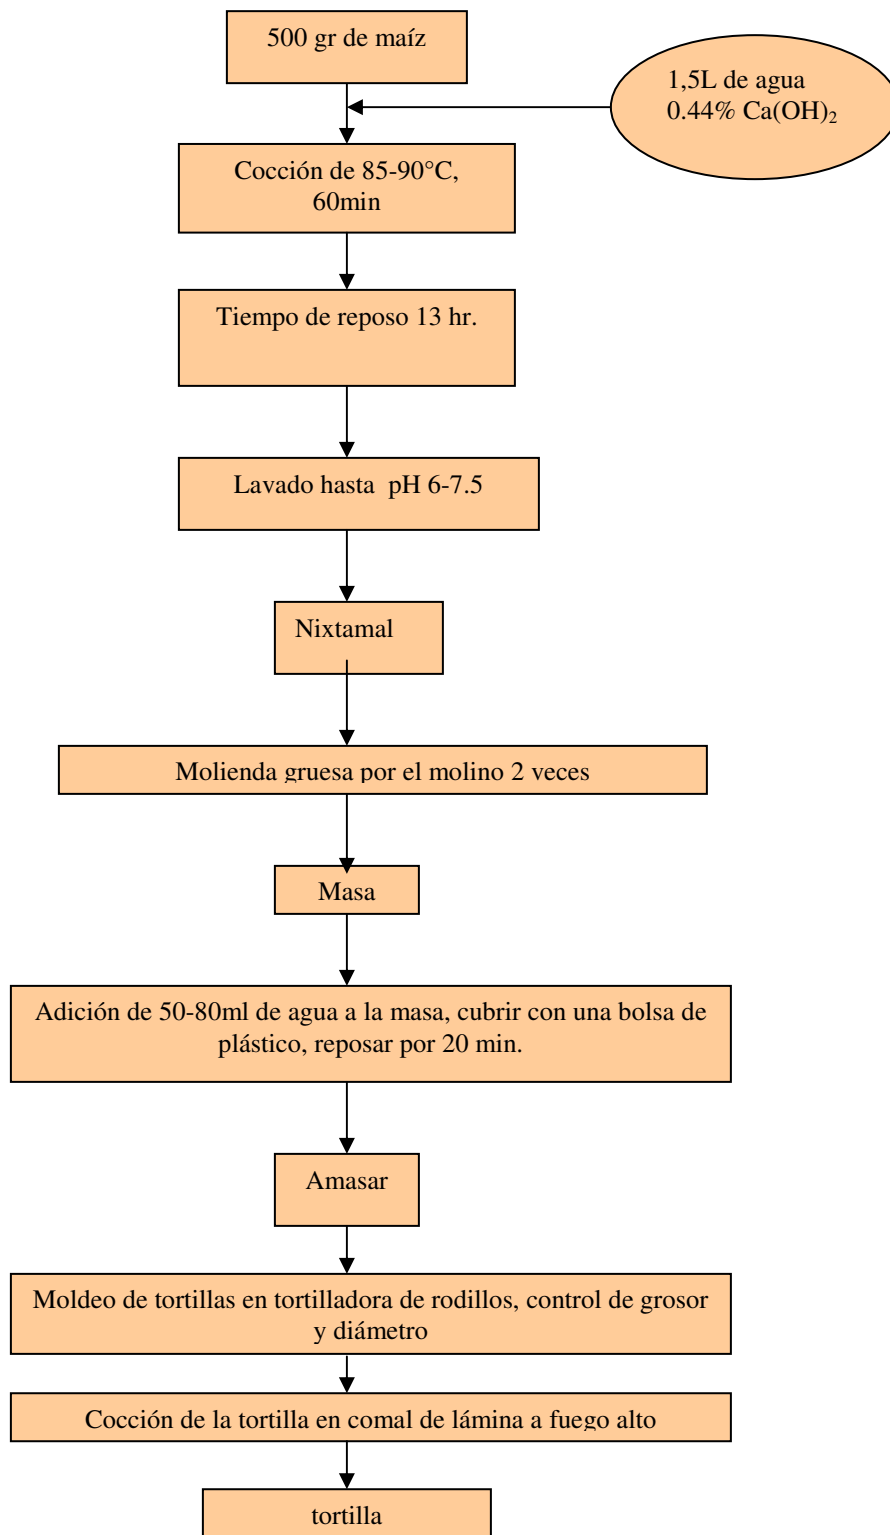 500 gr de maíz
1,5L de agua
0.44% Ca(OH)₂
Cocción de 85-90°C,
60min
Tiempo de reposo 13 hr.
Lavado hasta pH 6-7.5
Nixtamal
Molienda gruesa por el molino 2 veces
Masa
Adición de 50-80ml de agua a la masa, cubrir con una bolsa de
plástico, reposar por 20 min.
Amasar
Moldeo de tortillas en tortilladora de rodillos, control de grosor
y diámetro
Cocción de la tortilla en comal de lámina a fuego alto
tortilla